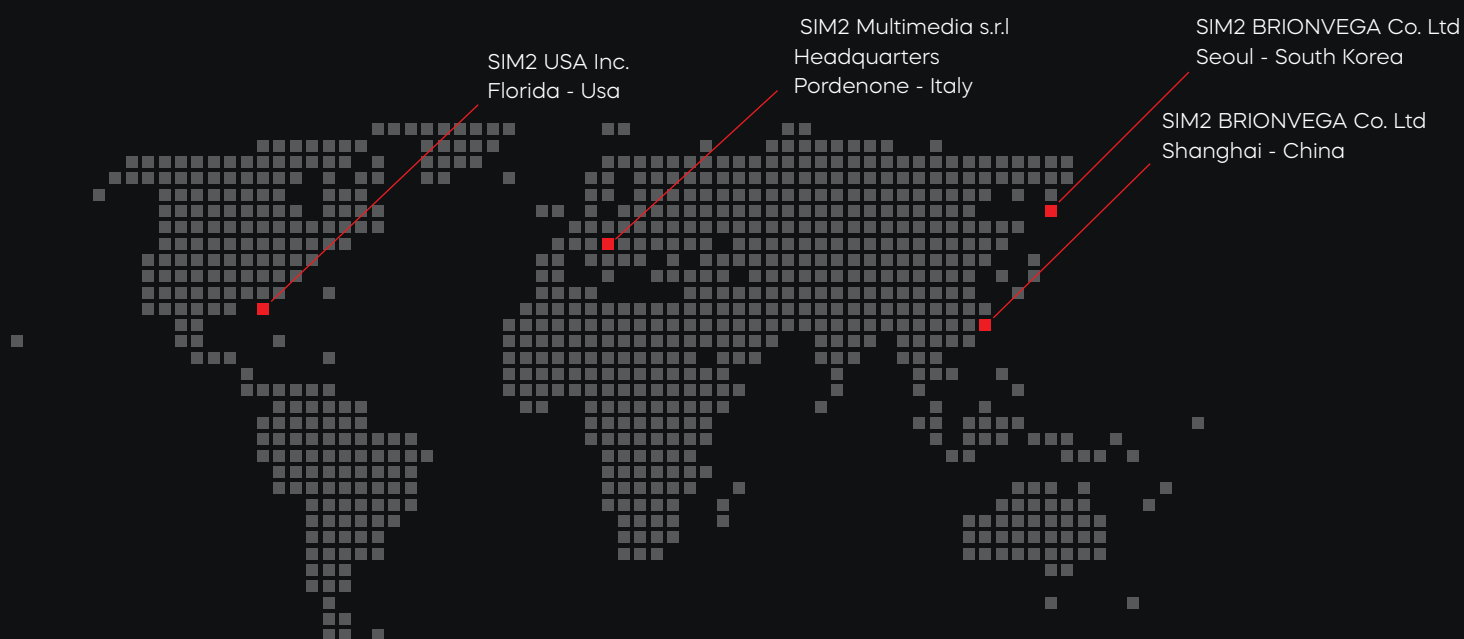 SIM2 USA Inc.
Florida - Usa
SIM2 Multimedia s.r.l
Headquarters
Pordenone - Italy
SIM2 BRIONVEGA Co. Ltd
Seoul - South Korea
SIM2 BRIONVEGA Co. Ltd
Shanghai - China